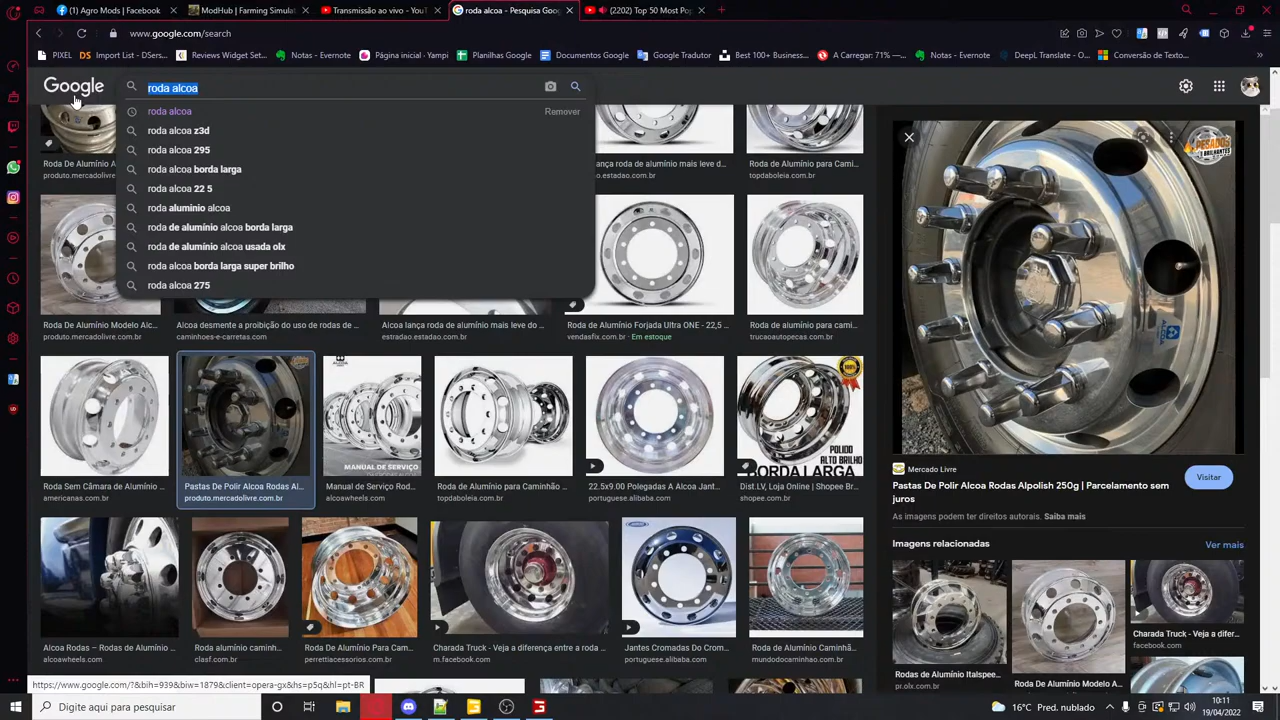 (1) Agro Mods | Facebook
ModHub | Farming Simulat
Transmissão ao vivo - YouT
roda alcoa - Pesquisa Goog
(2202) Top 50 Most Pop
www.google.com/search
PIXEL
DS Import List - DSers...
Reviews Widget Set...
Notas - Evernote
Página inicial · Yampi
Planilhas Google
Documentos Google
Google Tradutor
Best 100+ Business...
A Carregar: 71% —...
Notas - Evernote
DeepL Translate - O...
Conversão de Texto...
Google
roda alcoa
roda alcoa
Remover
roda alcoa z3d
roda alcoa 295
roda alcoa borda larga
roda alcoa 22 5
roda alumínio alcoa
roda de alumínio alcoa borda larga
roda de alumínio alcoa usada olx
roda alcoa borda larga super brilho
roda alcoa 275
Roda De Alumínio A
produto.mercadolivre
lança roda de alumínio mais leve do ...
o.estadao.com.br
Roda de Alumínio para Cami...
topdaboleia.com.br
Roda De Alumínio Modelo Alc...
produto.mercadolivre.com.br
Alcoa desmente a proibição do uso de rodas de ...
caminhoes-e-carretas.com
Alcoa lança roda de alumínio mais leve do ...
estradao.estadao.com.br
Roda de Alumínio Forjada Ultra ONE - 22,5 ...
vendasfix.com.br · Em estoque
Roda de alumínio para cami...
trucaoautopecas.com.br
MANUAL DE SERVIÇO
100%
POLIDO
ALTO BRILHO
BORDA LARGA
Roda Sem Câmara de Alumínio ...
americanas.com.br
Pastas De Polir Alcoa Rodas Al...
produto.mercadolivre.com.br
Manual de Serviço Rod...
alcoawheels.com
Roda de Alumínio para Caminhão ...
topdaboleia.com.br
22.5x9.00 Polegadas A Alcoa Jant...
portuguese.alibaba.com
Dist.LV, Loja Online | Shopee Br...
shopee.com.br
Alcoa Rodas – Rodas de Alumínio ...
alcoawheels.com
Roda alumínio caminh...
clasf.com.br
Roda De Alumínio Para Cam...
perrettiacessorios.com.br
Charada Truck - Veja a diferença entre a roda ...
m.facebook.com
Jantes Cromadas Do Crom...
portuguese.alibaba.com
Roda de Alumínio Caminhã...
mundodocaminhao.com.br
PESADOS
E BRILHANTES
Mercado Livre
Pastas De Polir Alcoa Rodas Alpolish 250g | Parcelamento sem
juros
Visitar
As imagens podem ter direitos autorais. Saiba mais
Imagens relacionadas
Ver mais
Rodas de Alumínio Italspee...
pr.olx.com.br
Roda De Alumínio Modelo A...
Charada Truck - Veja a difer...
facebook.com
https://www.google.com/?&bih=939&biw=1879&client=opera-gx&hs=p5q&hl=pt-BR
Digite aqui para pesquisar
16°C Pred. nublado
10:11
19/04/2022